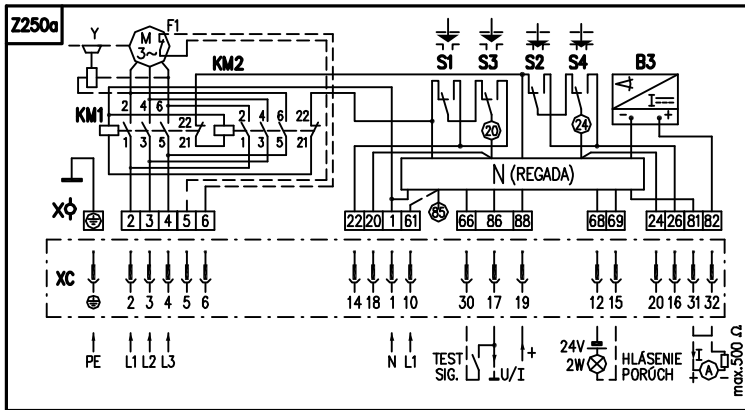 Z250a
Y
M
3~
F1
KM2
S1
S3
S2
S4
B3
I
- +
KM1
2 4 6 22 2 4 6 22
1 3 5 21 1 3 5 21
20
24
N (REGADA)
X
2 3 4 5 6
22 20 1 61
85
66 86 88
68 69
24 26 81 82
XC
2 3 4 5 6
14 18 1 10
30 17 19
12 15
20 16 31 32
PE
L1 L2 L3
N L1
TEST
SIG.
U/I
+
24V
2W
HLÁSENIE
PORÚCH
I
+ A -
max.500 Ω